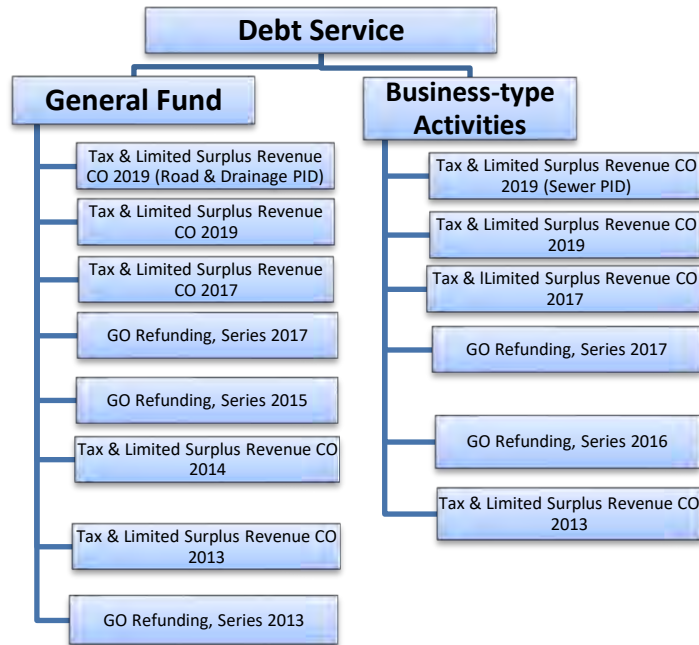 Debt Service
General Fund
Tax & Limited Surplus Revenue
CO 2019 (Road & Drainage PID)
Tax & Limited Surplus Revenue
CO 2019
Tax & Limited Surplus Revenue
CO 2017
GO Refunding, Series 2017
GO Refunding, Series 2015
Tax & Limited Surplus Revenue CO
2014
Tax & Limited Surplus Revenue CO
2013
GO Refunding, Series 2013
Business-type
Activities
Tax & Limited Surplus Revenue CO
2019 (Sewer PID)
Tax & Limited Surplus Revenue CO
2019
Tax & lLimited Surplus Revenue CO
2017
GO Refunding, Series 2017
GO Refunding, Series 2016
Tax & Limited Surplus Revenue CO
2013